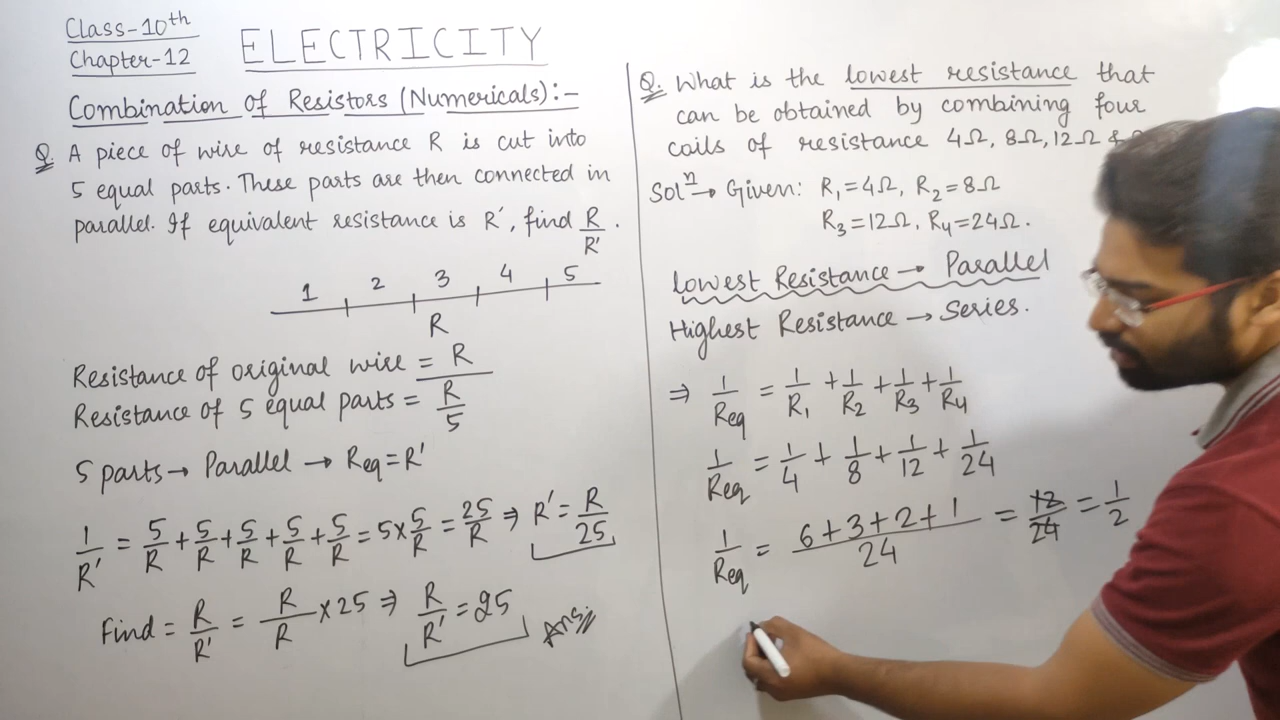 Class-10th
Chapter-12
ELECTRICITY
Combination of Resistors (Numericals):-
Q. A piece of wire of resistance R is cut into
5 equal parts. These parts are then connected in
parallel. If equivalent resistance is R', find R/R'.
1 2 3 4 5
R
Resistance of original wire = R
Resistance of 5 equal parts = R/5
5 parts → Parallel → Req = R'
1/R' = 5/R + 5/R + 5/R + 5/R + 5/R = 5×5/R = 25/R ⇒ R' = R/25
Find = R/R' = R/R ×25 ⇒ R/R' = 25 Ans.
Q. What is the lowest resistance that
can be obtained by combining four
coils of resistance 4Ω, 8Ω, 12Ω &
Solⁿ → Given: R₁=4Ω, R₂=8Ω
R₃=12Ω, R₄=24Ω.
Lowest Resistance → Parallel
Highest Resistance → Series.
⇒ 1/Req = 1/R₁ + 1/R₂ + 1/R₃ + 1/R₄
1/Req = 1/4 + 1/8 + 1/12 + 1/24
1/Req = 6+3+2+1/24 = 12/24 = 1/2